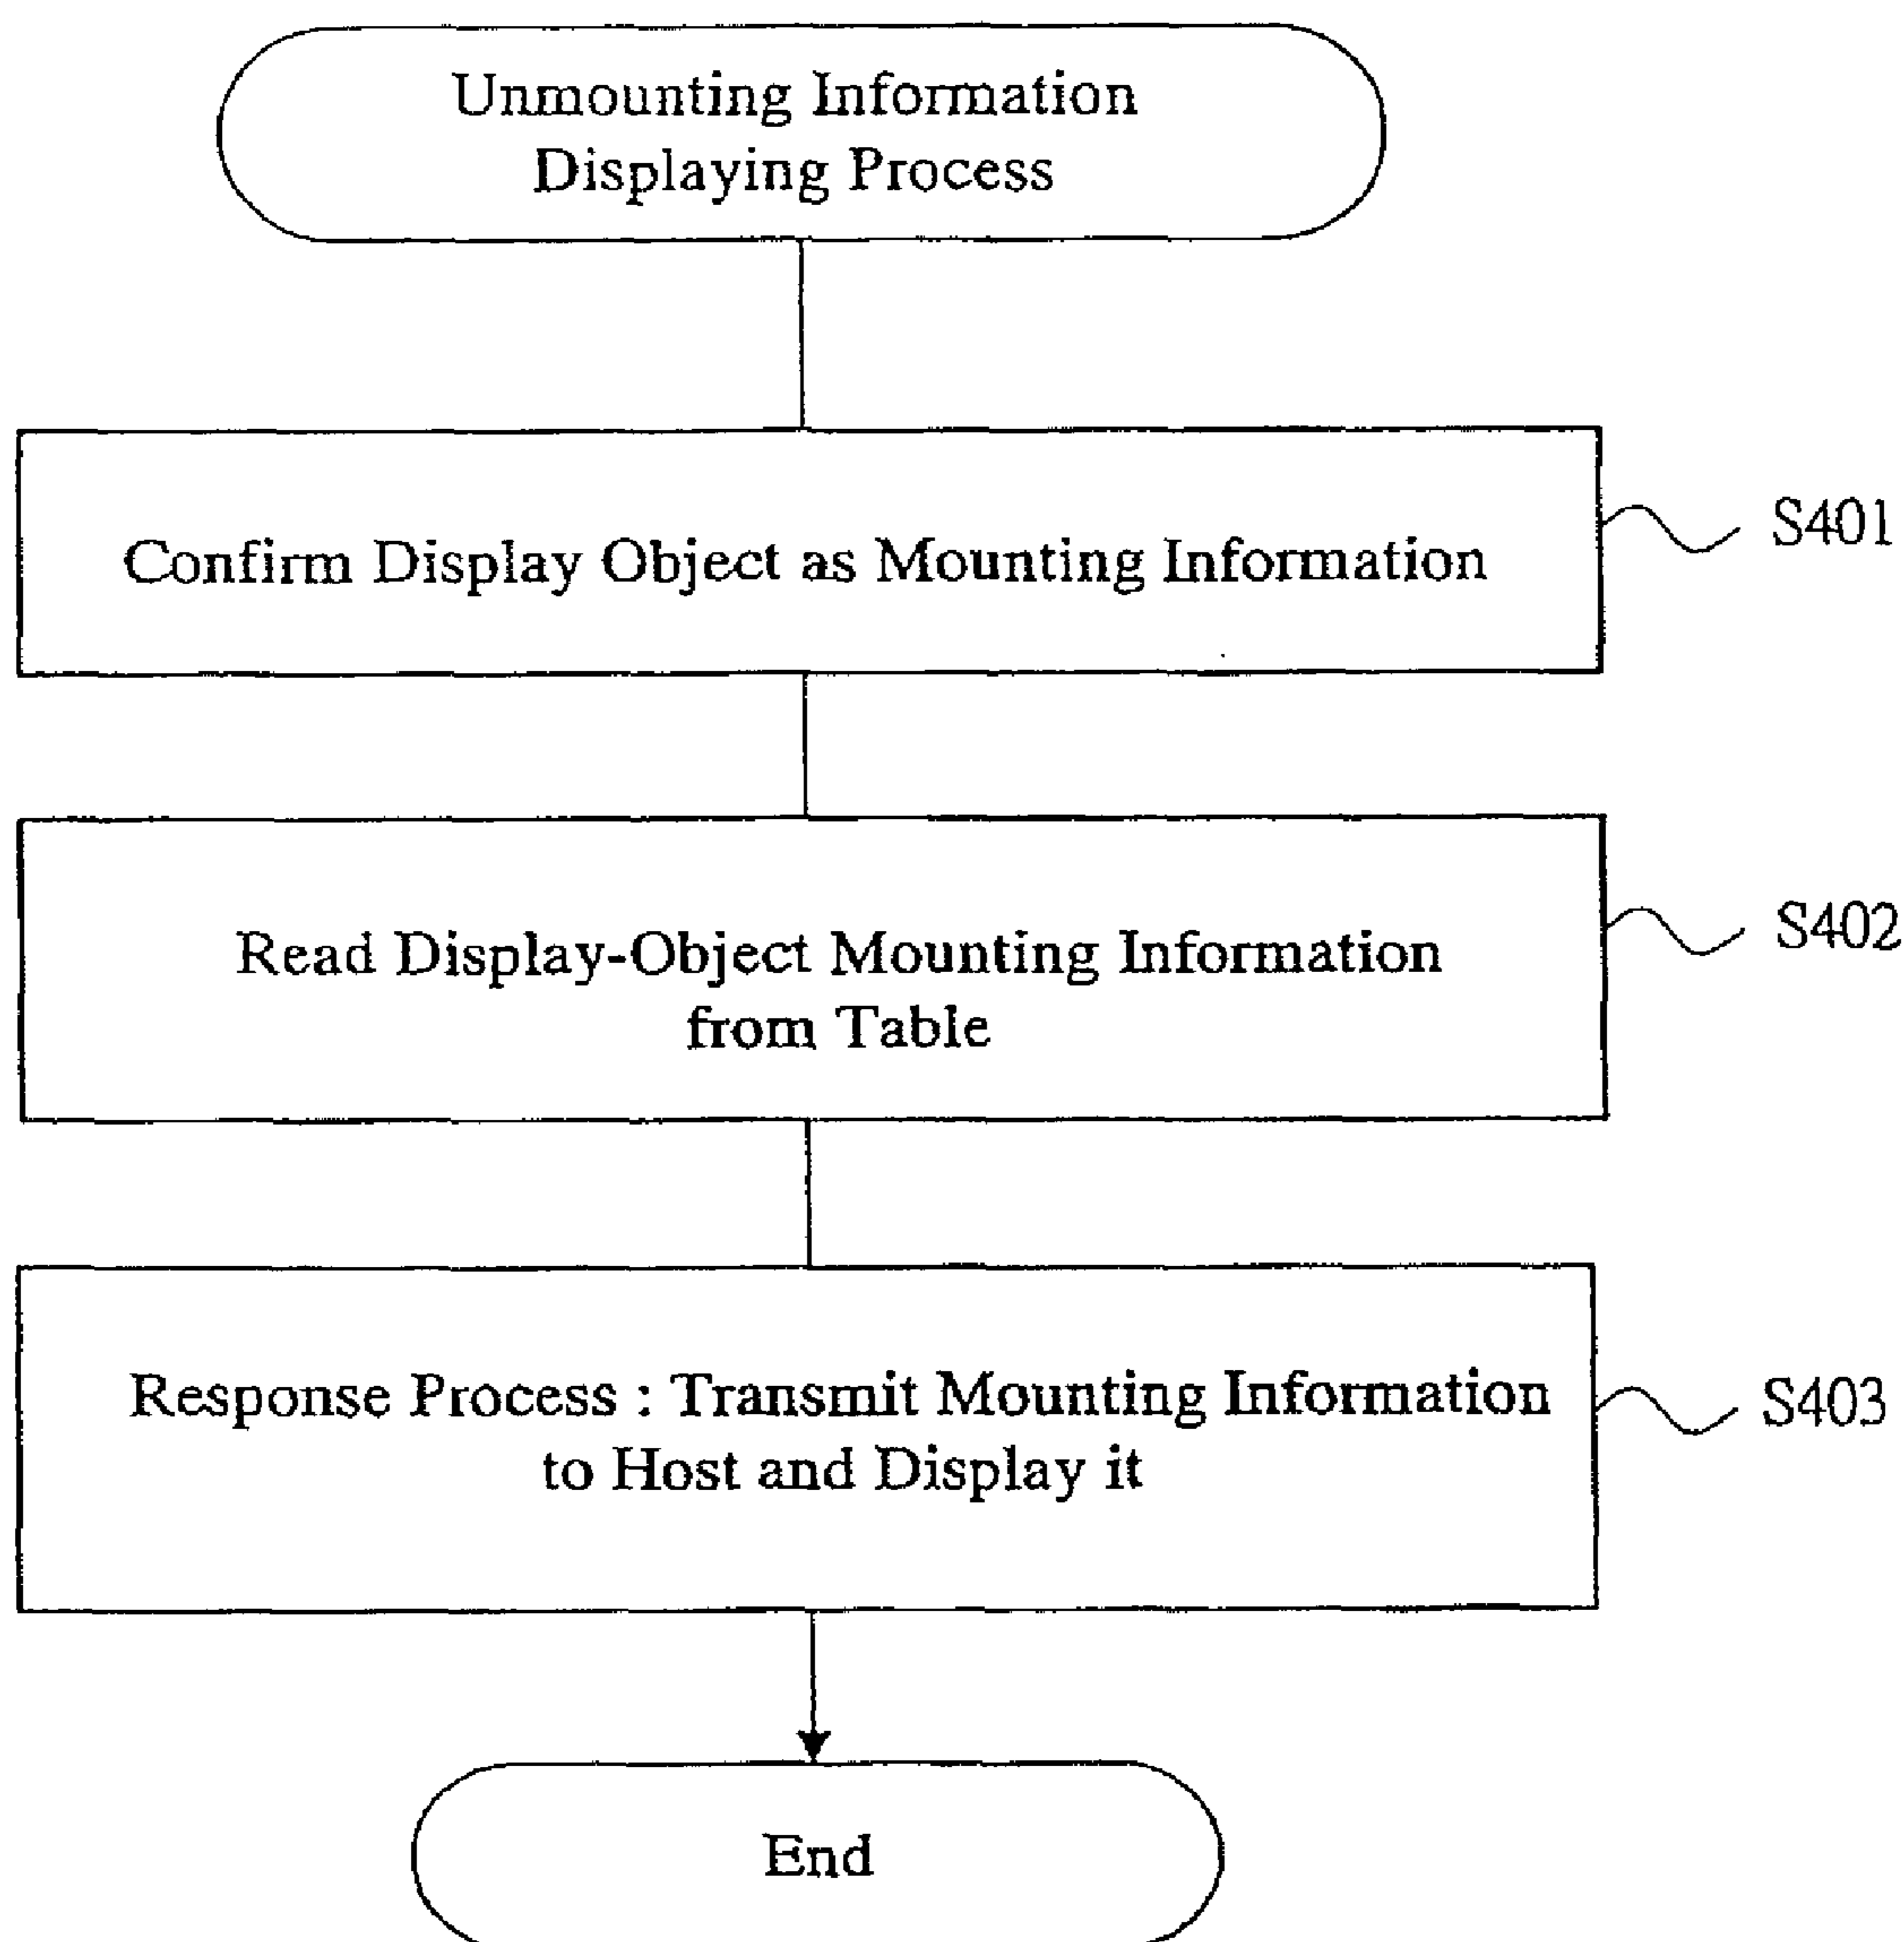 Unmounting Information
Displaying Process
Confirm Display Object as Mounting Information
S401
Read Display-Object Mounting Information
from Table
S402
Response Process : Transmit Mounting Information
to Host and Display it
S403
End